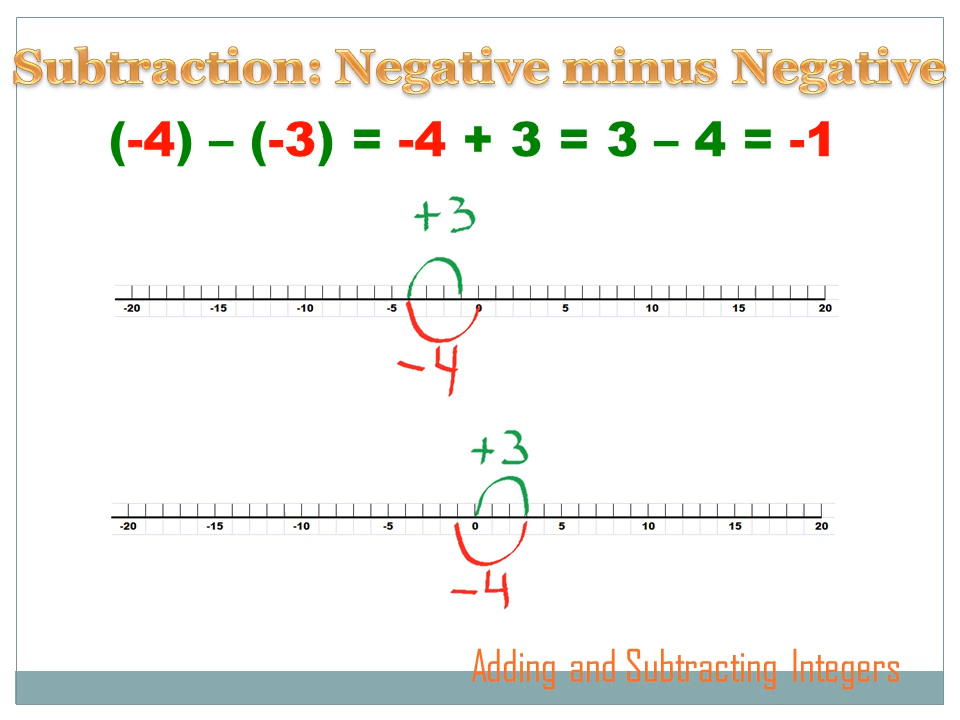 Subtraction: Negative minus Negative
(-4) – (-3) = -4 + 3 = 3 – 4 = -1
+3
-20 -15 -10 -5 0 5 10 15 20
-4
+3
-20 -15 -10 -5 0 5 10 15 20
-4
Adding and Subtracting Integers